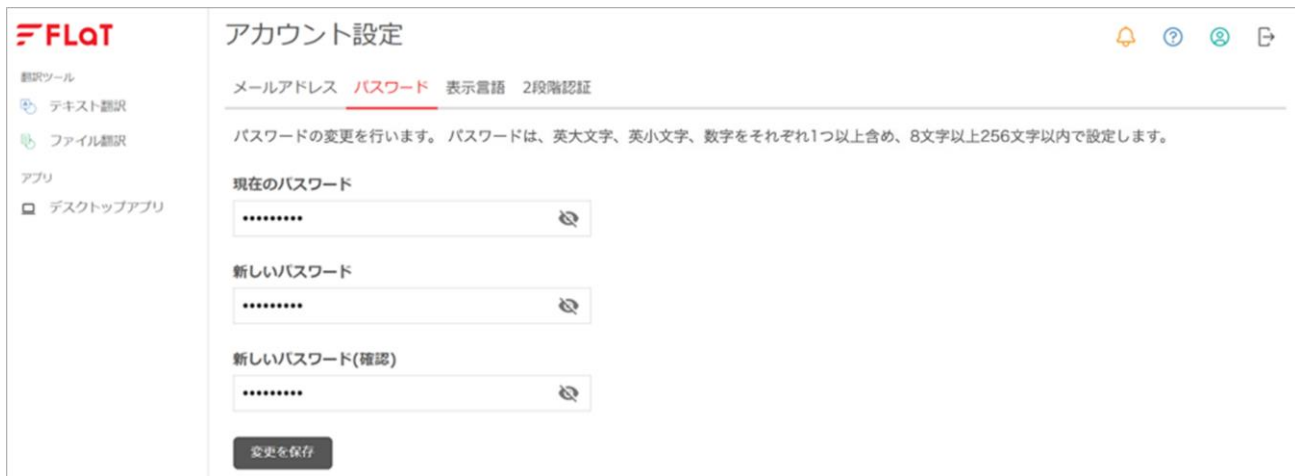 FLaT
アカウント設定
翻訳ツール
テキスト翻訳
ファイル翻訳
アプリ
デスクトップアプリ
メールアドレス パスワード 表示言語 2段階認証
パスワードの変更を行います。 パスワードは、英大文字、英小文字、数字をそれぞれ1つ以上含め、8文字以上256文字以内で設定します。
現在のパスワード
•••••••••
新しいパスワード
•••••••••
新しいパスワード(確認)
•••••••••
変更を保存